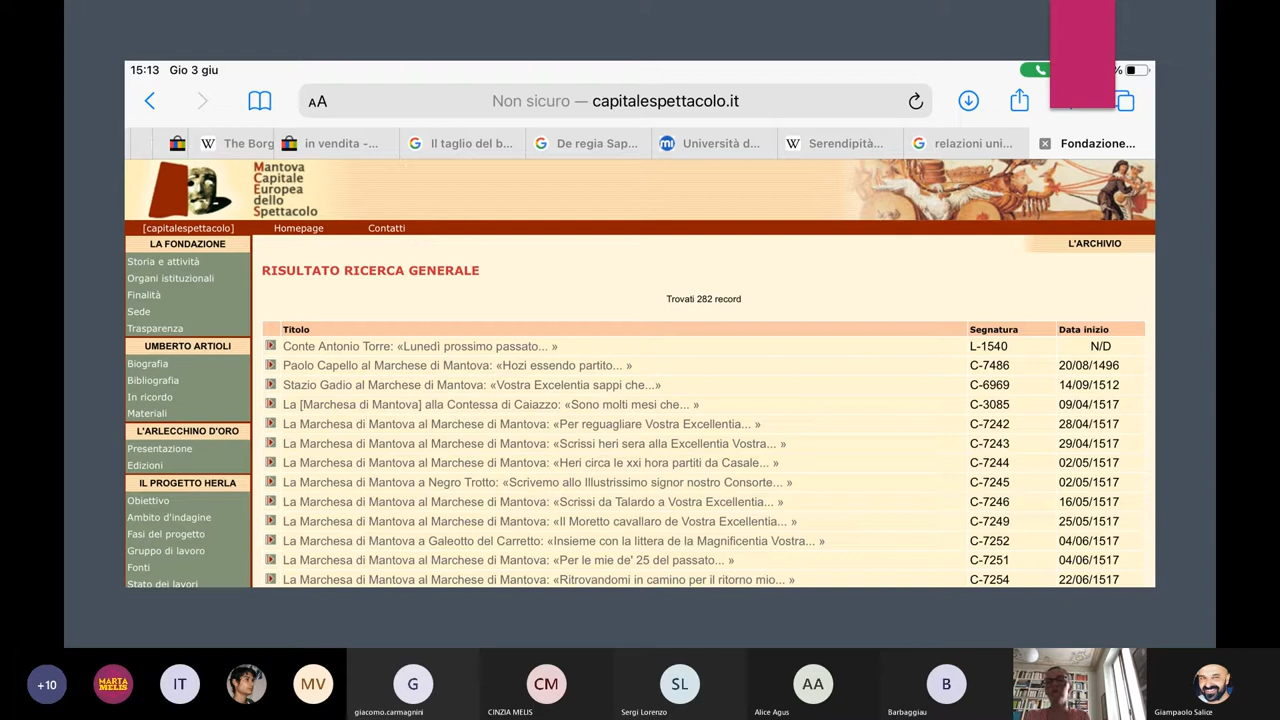 15:13 Gio 3 giu
%
AA Non sicuro — capitalespettacolo.it
The Borg
in vendita -...
Il taglio del b...
De regia Sap...
Università d...
Serendipità...
relazioni uni...
Fondazione...
Mantova
Capitale
Europea
dello
Spettacolo
[capitalespettacolo] Homepage Contatti
LA FONDAZIONE
Storia e attività
Organi istituzionali
Finalità
Sede
Trasparenza
UMBERTO ARTIOLI
Biografia
Bibliografia
In ricordo
Materiali
L'ARLECCHINO D'ORO
Presentazione
Edizioni
IL PROGETTO HERLA
Obiettivo
Ambito d'indagine
Fasi del progetto
Gruppo di lavoro
Fonti
Stato dei lavori
L'ARCHIVIO
RISULTATO RICERCA GENERALE
Trovati 282 record
Titolo Segnatura Data inizio
Conte Antonio Torre: «Lunedì prossimo passato... » L-1540 N/D
Paolo Capello al Marchese di Mantova: «Hozi essendo partito... » C-7486 20/08/1496
Stazio Gadio al Marchese di Mantova: «Vostra Excelentia sappi che...» C-6969 14/09/1512
La [Marchesa di Mantova] alla Contessa di Caiazzo: «Sono molti mesi che... » C-3085 09/04/1517
La Marchesa di Mantova al Marchese di Mantova: «Per reguagliare Vostra Excellentia... » C-7242 28/04/1517
La Marchesa di Mantova al Marchese di Mantova: «Scrissi heri sera alla Excellentia Vostra... » C-7243 29/04/1517
La Marchesa di Mantova al Marchese di Mantova: «Heri circa le xxi hora partiti da Casale... » C-7244 02/05/1517
La Marchesa di Mantova a Negro Trotto: «Scrivemo allo Illustrissimo signor nostro Consorte... » C-7245 02/05/1517
La Marchesa di Mantova al Marchese di Mantova: «Scrissi da Talardo a Vostra Excellentia... » C-7246 16/05/1517
La Marchesa di Mantova al Marchese di Mantova: «Il Moretto cavallaro de Vostra Excellentia... » C-7249 25/05/1517
La Marchesa di Mantova a Galeotto del Carretto: «Insieme con la littera de la Magnificentia Vostra... » C-7252 04/06/1517
La Marchesa di Mantova al Marchese di Mantova: «Per le mie de' 25 del passato... » C-7251 04/06/1517
La Marchesa di Mantova al Marchese di Mantova: «Ritrovandomi in camino per il ritorno mio... » C-7254 22/06/1517
+10
MARTA MELIS
IT
MV
G
CM
SL
AA
B
giacomo.carmagnini
CINZIA MELIS
Sergi Lorenzo
Alice Agus
Barbaggiau
Giampaolo Salice